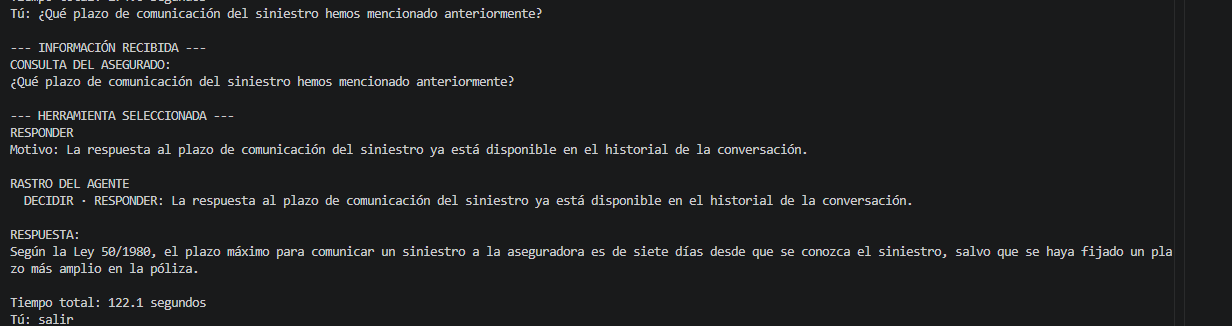 Tú: ¿Qué plazo de comunicación del siniestro hemos mencionado anteriormente?
--- INFORMACIÓN RECIBIDA ---
CONSULTA DEL ASEGURADO:
¿Qué plazo de comunicación del siniestro hemos mencionado anteriormente?
--- HERRAMIENTA SELECCIONADA ---
RESPONDER
Motivo: La respuesta al plazo de comunicación del siniestro ya está disponible en el historial de la conversación.
RASTRO DEL AGENTE
DECIDIR · RESPONDER: La respuesta al plazo de comunicación del siniestro ya está disponible en el historial de la conversación.
RESPUESTA:
Según la Ley 50/1980, el plazo máximo para comunicar un siniestro a la aseguradora es de siete días desde que se conozca el siniestro, salvo que se haya fijado un pla
zo más amplio en la póliza.
Tiempo total: 122.1 segundos
Tú: salir